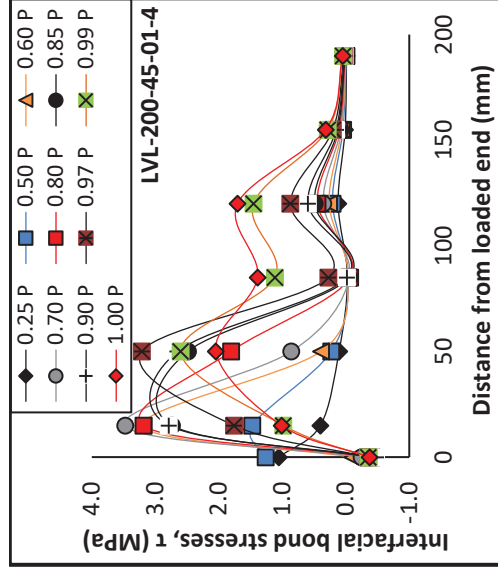 0.25 P
0.50 P
0.60 P
0.70 P
0.80 P
0.85 P
0.90 P
0.97 P
0.99 P
1.00 P
LVL-200-45-01-4
Interfacial bond stresses, τ (MPa)
4.0
3.0
2.0
1.0
0.0
-1.0
0
50
100
150
200
Distance from loaded end (mm)